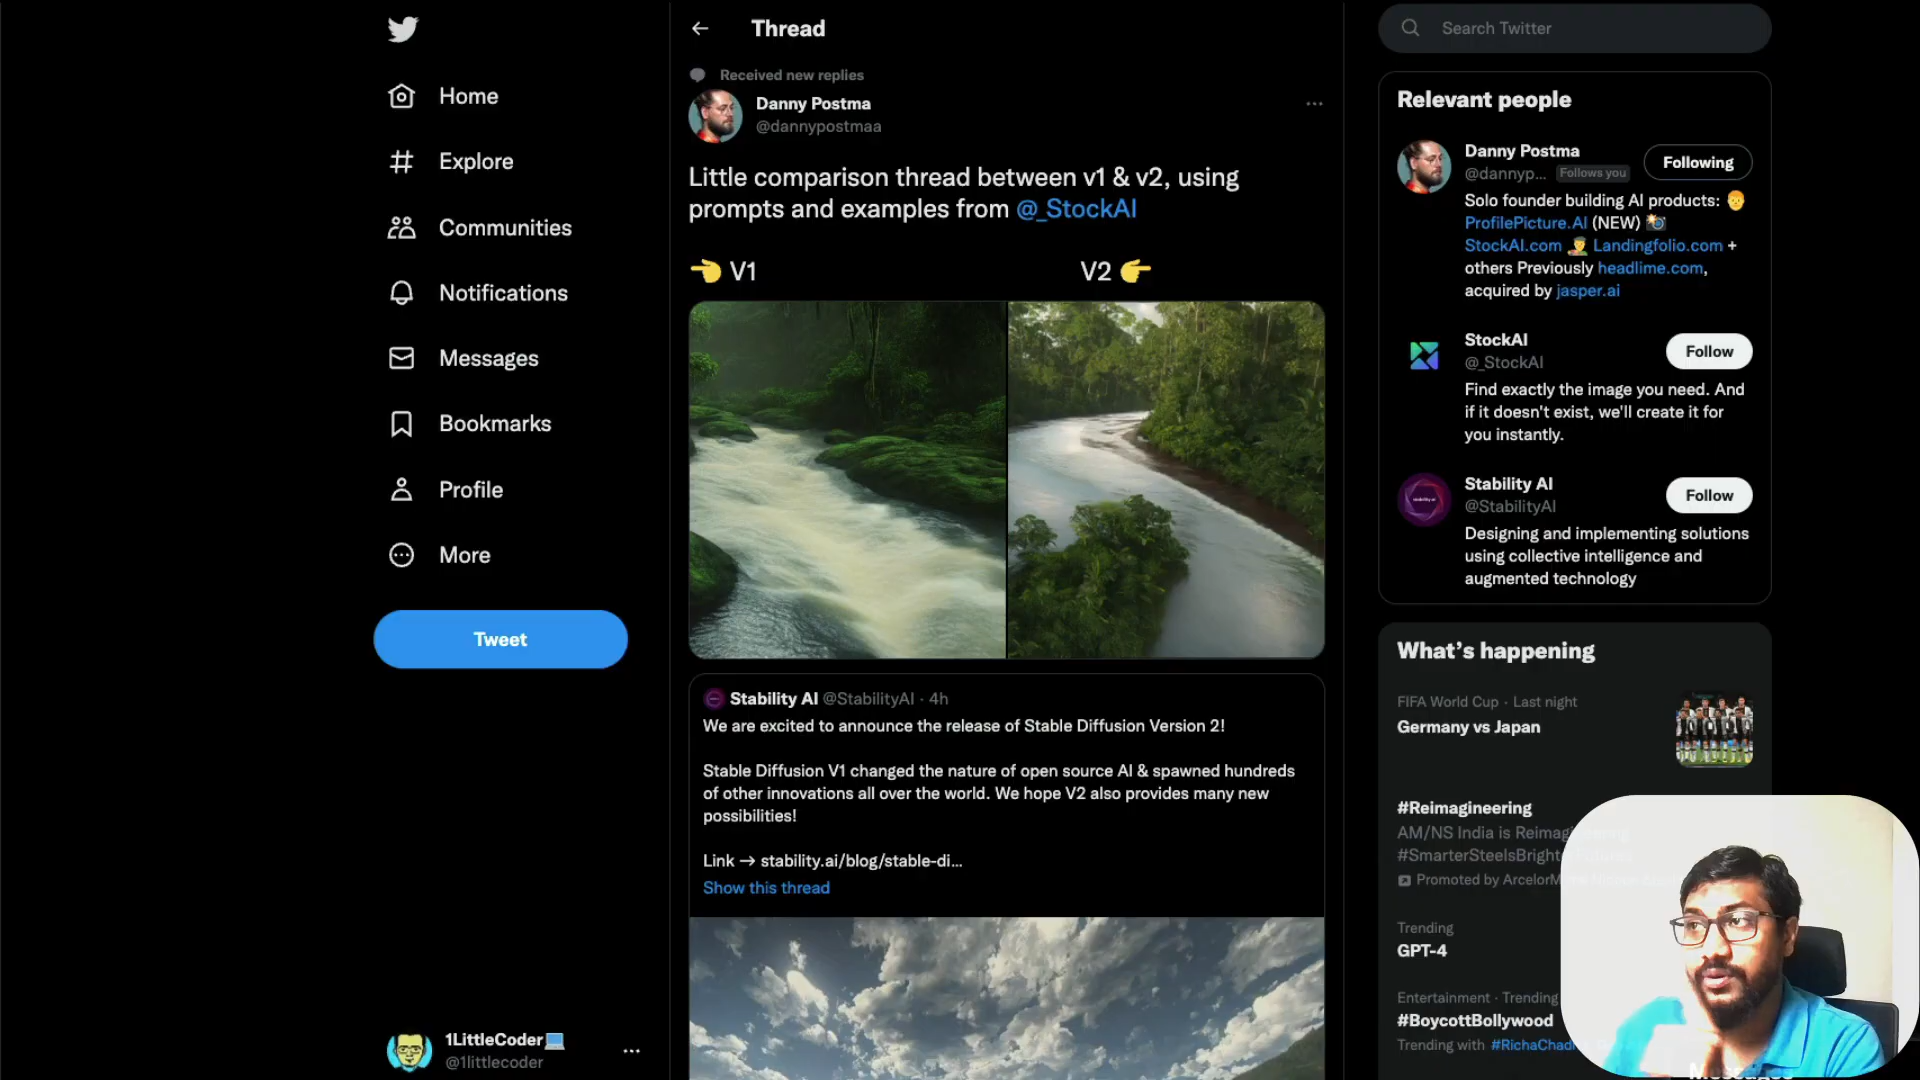 Home
Explore
Communities
Notifications
Messages
Bookmarks
Profile
More
Tweet
1LittleCoder💻
@1littlecoder
Thread
Received new replies
Danny Postma
@dannypostmaa
Little comparison thread between v1 & v2, using
prompts and examples from @_StockAI
👈 V1 V2 👉
Stability AI @StabilityAI · 4h
We are excited to announce the release of Stable Diffusion Version 2!
Stable Diffusion V1 changed the nature of open source AI & spawned hundreds
of other innovations all over the world. We hope V2 also provides many new
possibilities!
Link → stability.ai/blog/stable-di…
Show this thread
Search Twitter
Relevant people
Danny Postma
@dannyp... Follows you
Following
Solo founder building AI products: 👨
ProfilePicture.AI (NEW) 📸
StockAI.com 👨‍🎨 Landingfolio.com +
others Previously headlime.com,
acquired by jasper.ai
StockAI
@_StockAI
Follow
Find exactly the image you need. And
if it doesn't exist, we'll create it for
you instantly.
Stability AI
@StabilityAI
Follow
Designing and implementing solutions
using collective intelligence and
augmented technology
What's happening
FIFA World Cup · Last night
Germany vs Japan
#Reimagineering
AM/NS India is
#SmarterSteelsBright
Promoted by
Trending
GPT-4
Entertainment · Trending
#BoycottBollywood
Trending with #RichaChad
Messages